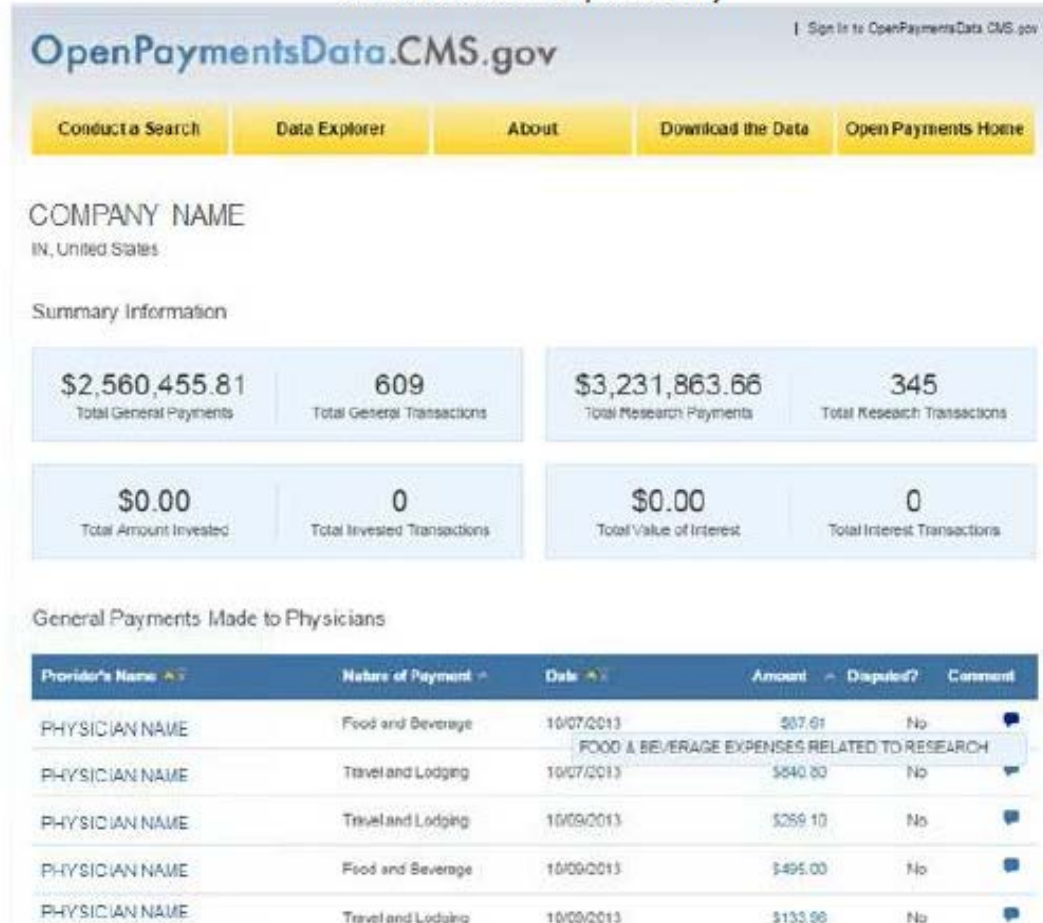 | Sign In to OpenPaymentsData.CMS.gov
OpenPaymentsData.CMS.gov
Conduct a Search Data Explorer About Download the Data Open Payments Home
COMPANY NAME
IN, United States
Summary Information
$2,560,455.81 609 $3,231,863.66 345
Total General Payments Total General Transactions Total Research Payments Total Research Transactions
$0.00 0 $0.00 0
Total Amount Invested Total Invested Transactions Total Value of Interest Total Interest Transactions
General Payments Made to Physicians
Provider's Name Nature of Payment Date Amount Disputed? Comment
PHYSICIAN NAME Food and Beverage 10/07/2013 $87.61 No
FOOD & BEVERAGE EXPENSES RELATED TO RESEARCH
PHYSICIAN NAME Travel and Lodging 10/07/2013 $840.80 No
PHYSICIAN NAME Travel and Lodging 10/09/2013 $269.10 No
PHYSICIAN NAME Food and Beverage 10/09/2013 $495.00 No
PHYSICIAN NAME Travel and Lodging 10/09/2013 $133.98 No